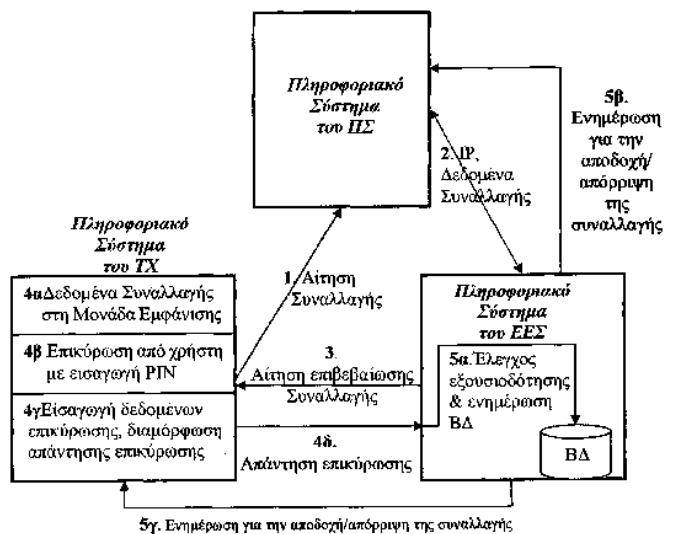 Πληροφοριακό
Σύστημα
του ΠΣ
5β.
Ενημέρωση
για την
αποδοχή/
απόρριψη
της
συναλλαγής
2. IP,
Δεδομένα
Συναλλαγής
Πληροφοριακό
Σύστημα
του ΤΧ
1. Αίτηση
Συναλλαγής
4α Δεδομένα Συναλλαγής
στη Μονάδα Εμφάνισης
4β Επικύρωση από χρήστη
με εισαγωγή PIN
4γ Εισαγωγή δεδομένων
επικύρωσης, διαμόρφωση
απάντησης επικύρωσης
3.
Αίτηση επιβεβαίωσης
Συναλλαγής
4δ.
Απάντηση επικύρωσης
Πληροφοριακό
Σύστημα
του ΕΕΣ
5α. Έλεγχος
εξουσιοδότησης
& ενημέρωση
ΒΔ
ΒΔ
5γ. Ενημέρωση για την αποδοχή/απόρριψη της συναλλαγής